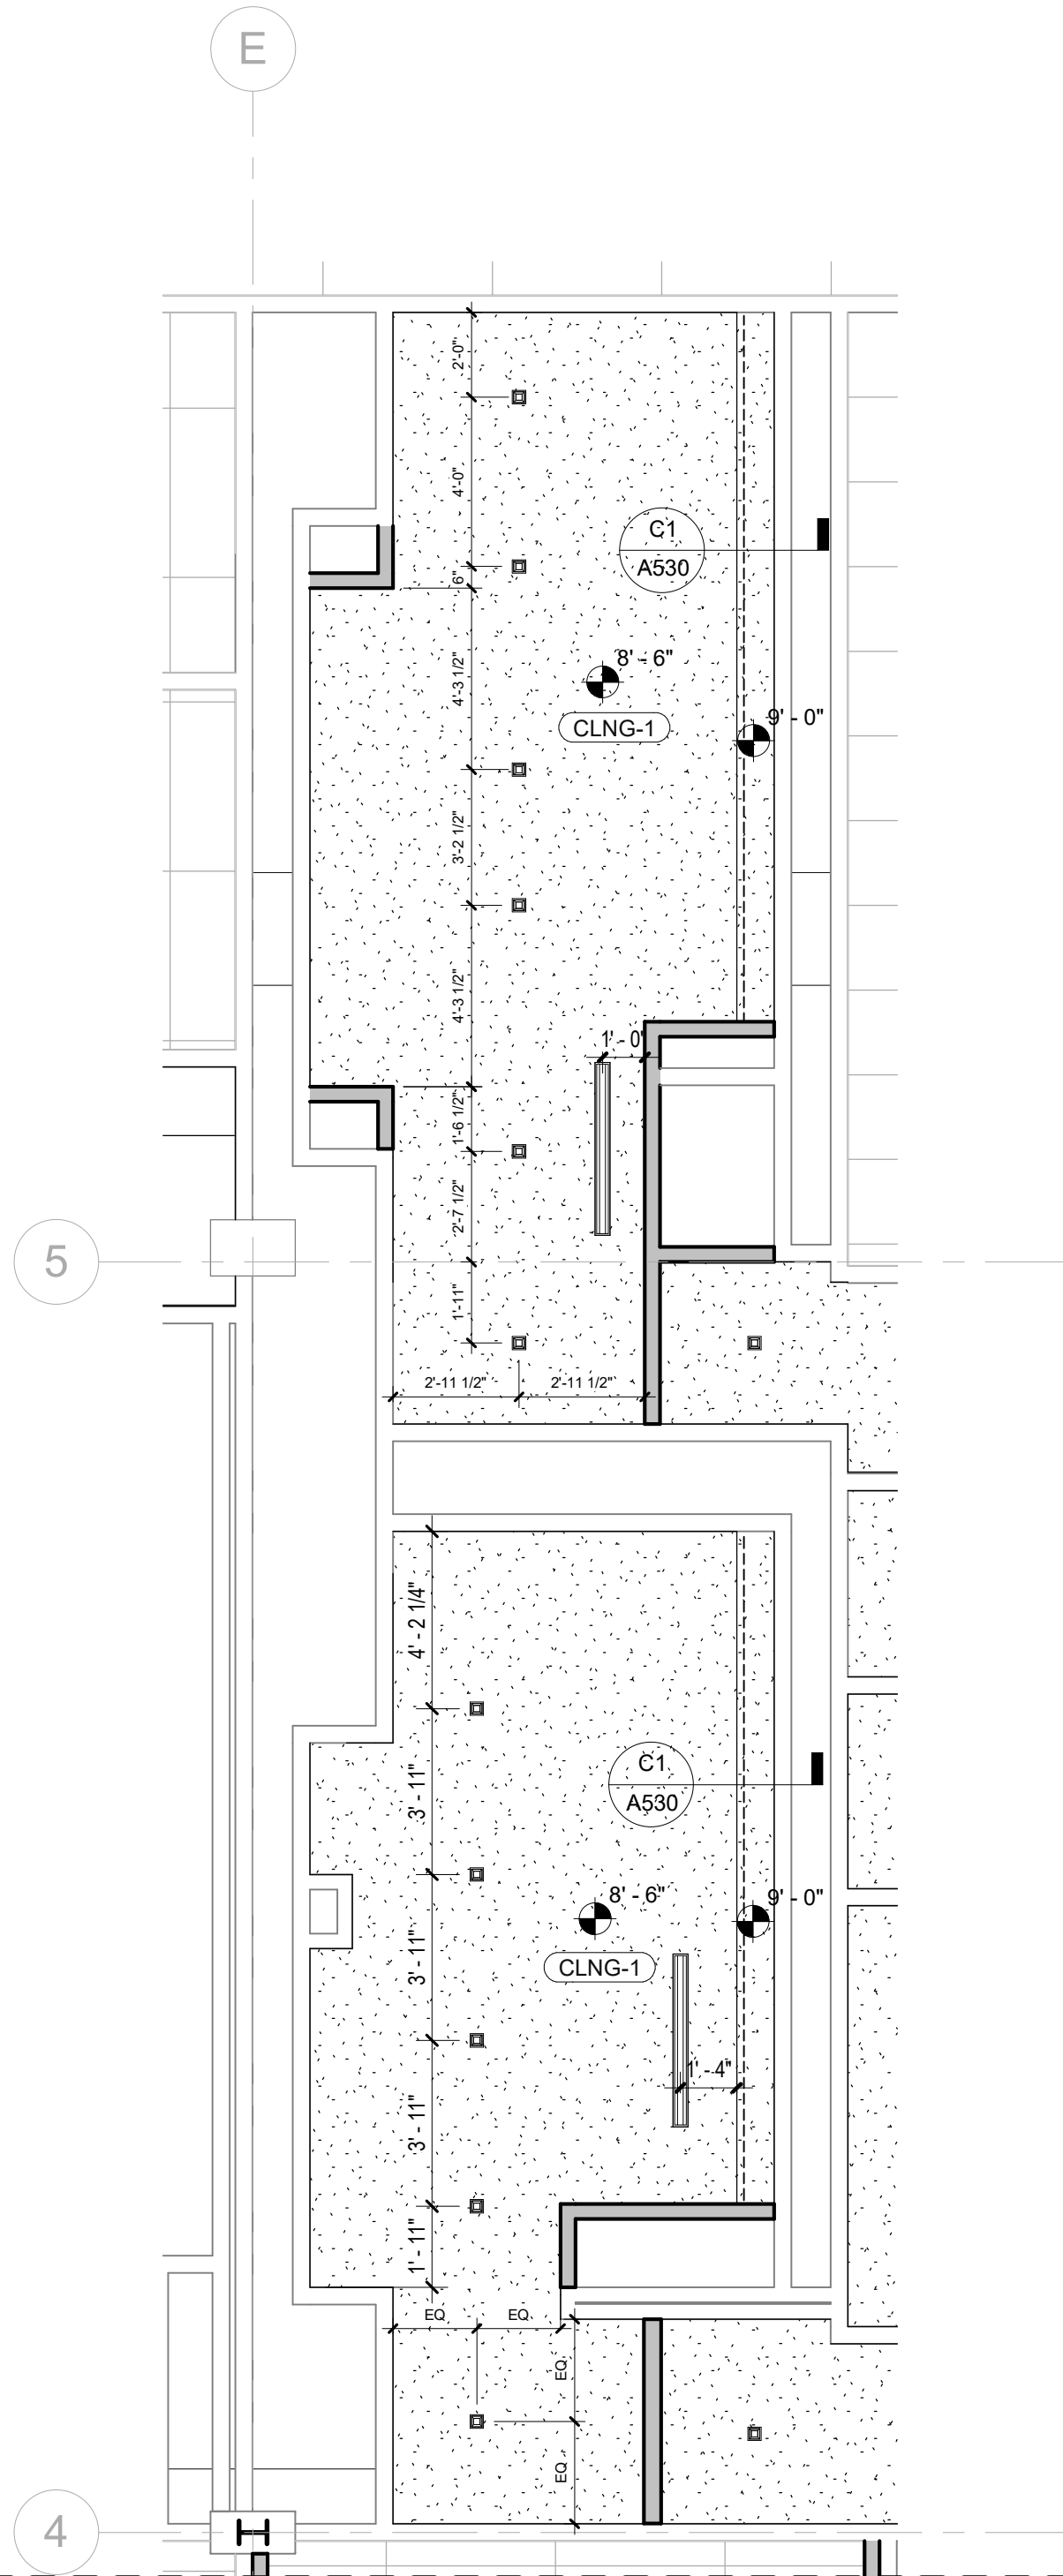 E
2'-0"
4'-0"
C1
A530
6"
8' - 6"
4'-3 1/2"
CLNG-1
9' - 0"
3'-2 1/2"
4'-3 1/2"
1' - 0"
1'-6 1/2"
2'-7 1/2"
5
1'-11"
2'-11 1/2"
2'-11 1/2"
4' - 2 1/4"
C1
A530
3' - 11"
8' - 6"
9' - 0"
3' - 11"
CLNG-1
1' - 4"
3' - 11"
1' - 11"
EQ
EQ
EQ
EQ
4